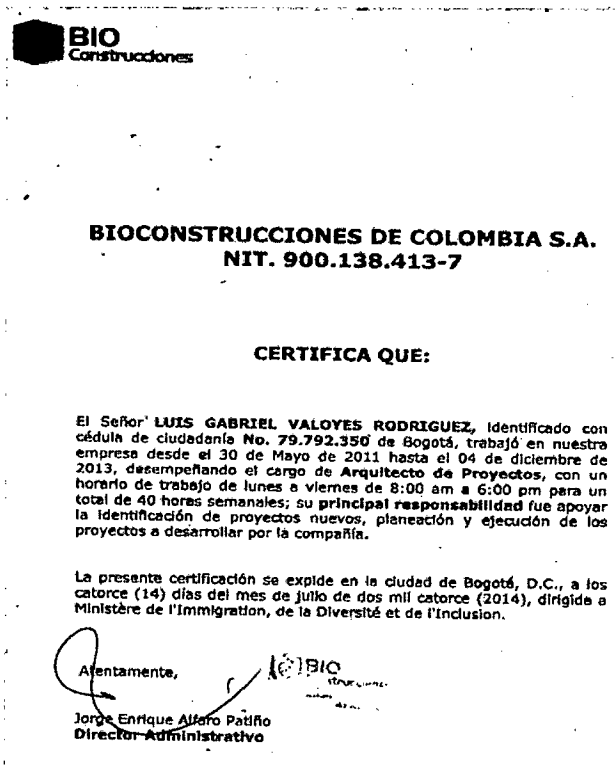 BIO
Construcciones
BIOCONSTRUCCIONES DE COLOMBIA S.A.
NIT. 900.138.413-7
CERTIFICA QUE:
El Señor LUIS GABRIEL VALOYES RODRIGUEZ, identificado con
cédula de ciudadanía No. 79.792.350 de Bogotá, trabajó en nuestra
empresa desde el 30 de Mayo de 2011 hasta el 04 de diciembre de
2013, desempeñando el cargo de Arquitecto de Proyectos, con un
horario de trabajo de lunes a viernes de 8:00 am a 6:00 pm para un
total de 40 horas semanales; su principal responsabilidad fue apoyar
la identificación de proyectos nuevos, planeación y ejecución de los
proyectos a desarrollar por la compañía.
La presente certificación se expide en la ciudad de Bogotá, D.C., a los
catorce (14) días del mes de julio de dos mil catorce (2014), dirigida a
Ministère de l'Immigration, de la Diversité et de l'Inclusion.
Atentamente,
BIO
Jorge Enrique Alfaro Patiño
Director Administrativo